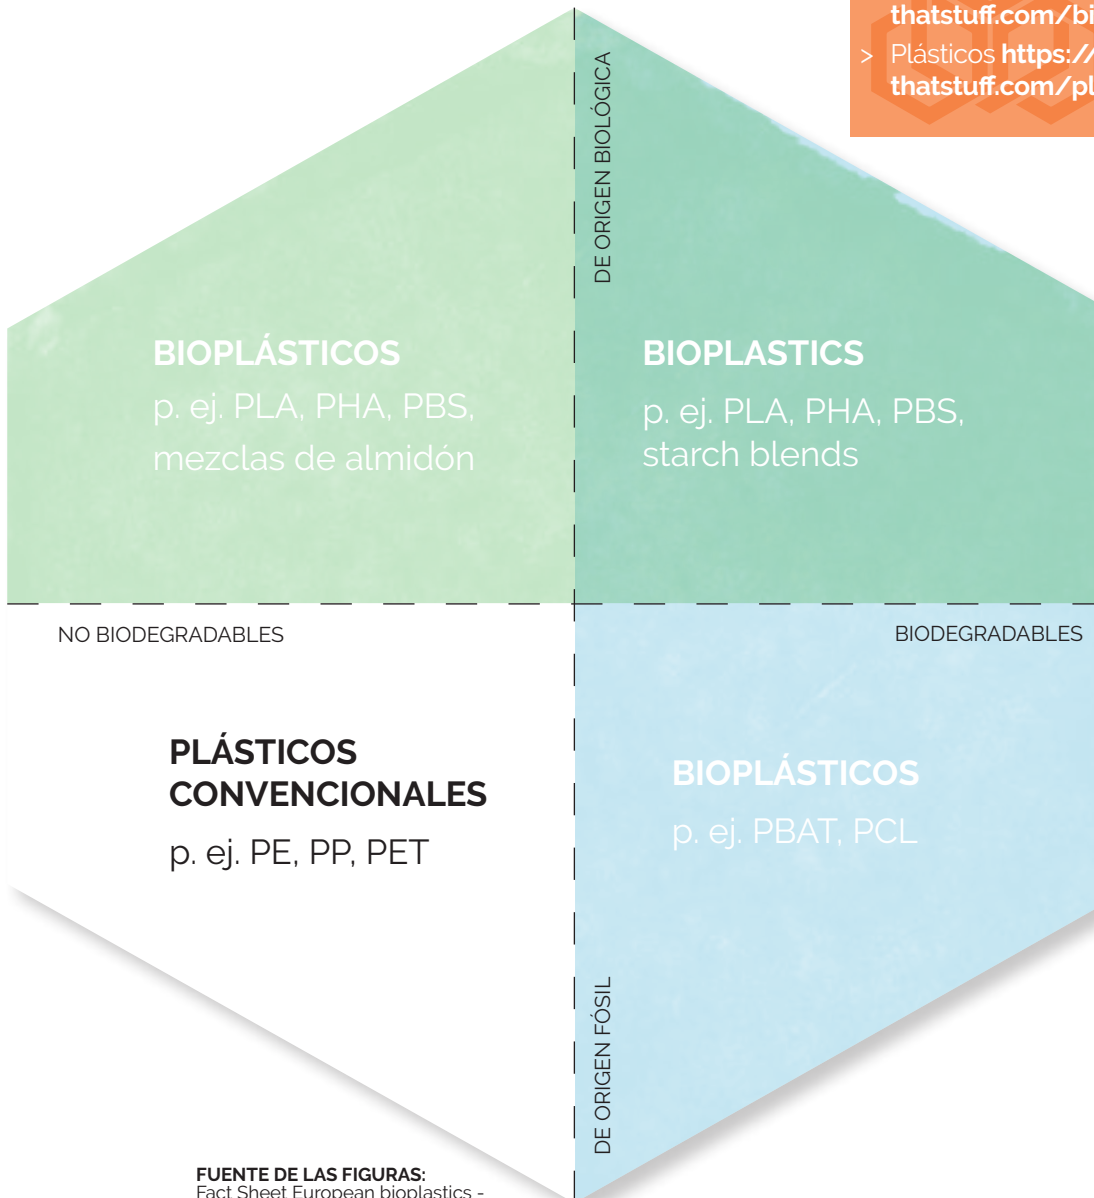 thatstuff.com/bi
> Plásticos https://
thatstuff.com/pl
DE ORIGEN BIOLÓGICA
BIOPLÁSTICOS
p. ej. PLA, PHA, PBS,
mezclas de almidón
BIOPLASTICS
p. ej. PLA, PHA, PBS,
starch blends
NO BIODEGRADABLES
BIODEGRADABLES
PLÁSTICOS
CONVENCIONALES
p. ej. PE, PP, PET
BIOPLÁSTICOS
p. ej. PBAT, PCL
DE ORIGEN FÓSIL
FUENTE DE LAS FIGURAS:
Fact Sheet European bioplastics -